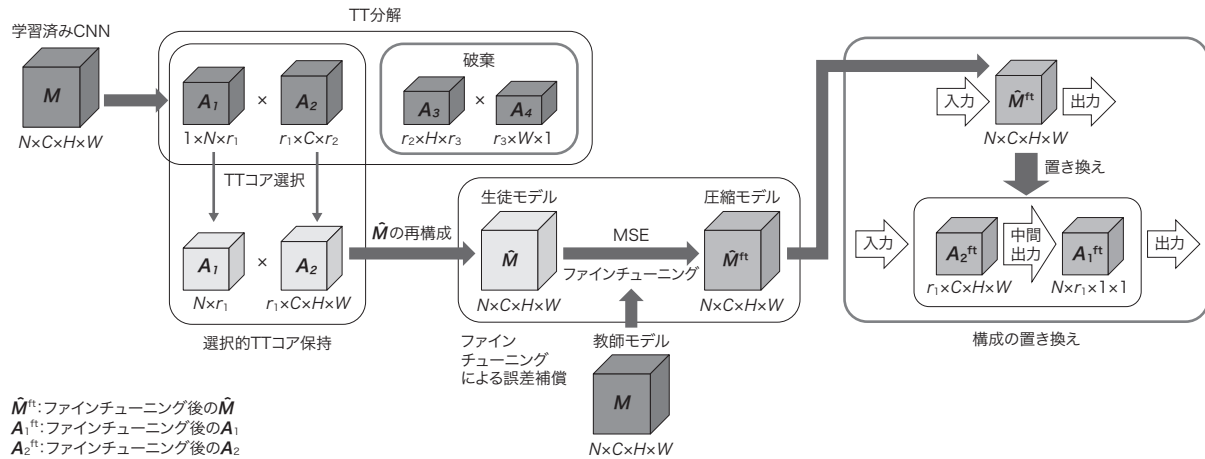 学習済みCNN
M
N×C×H×W
TT分解
A₁
×
A₂
1×N×r₁
r₁×C×r₂
破棄
A₃
×
A₄
r₂×H×r₃
r₃×W×1
TTコア選択
A₁
×
A₂
N×r₁
r₁×C×H×W
選択的TTコア保持
M̂の再構成
生徒モデル
M̂
N×C×H×W
MSE
ファインチューニング
圧縮モデル
M̂ᶠᵗ
N×C×H×W
ファイン
チューニング
による誤差補償
教師モデル
M
N×C×H×W
入力
M̂ᶠᵗ
出力
N×C×H×W
置き換え
入力
A₂ᶠᵗ
中間
出力
A₁ᶠᵗ
出力
r₁×C×H×W
N×r₁×1×1
構成の置き換え
M̂ᶠᵗ:ファインチューニング後のM̂
A₁ᶠᵗ:ファインチューニング後のA₁
A₂ᶠᵗ:ファインチューニング後のA₂